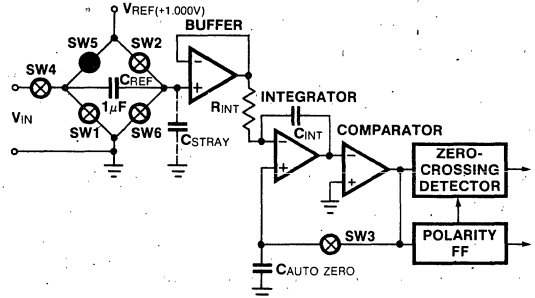 VREF(+1.000V)
BUFFER
SW5
SW2
SW4
CREF
1µF
VIN
SW1
SW6
CSTRAY
RINT
INTEGRATOR
CINT
COMPARATOR
ZERO-
CROSSING
DETECTOR
SW3
POLARITY
FF
CAUTO ZERO